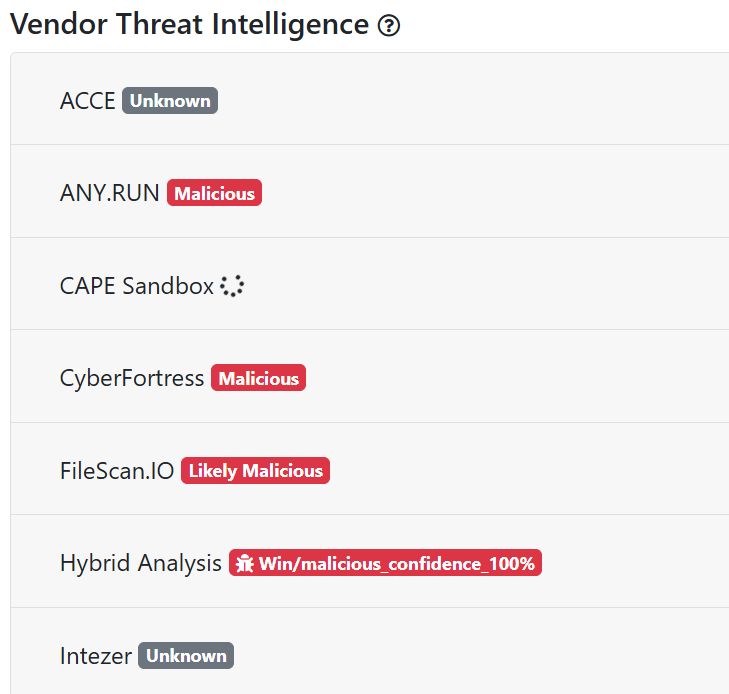 Vendor Threat Intelligence ?
ACCE Unknown
ANY.RUN Malicious
CAPE Sandbox
CyberFortress Malicious
FileScan.IO Likely Malicious
Hybrid Analysis Win/malicious_confidence_100%
Intezer Unknown